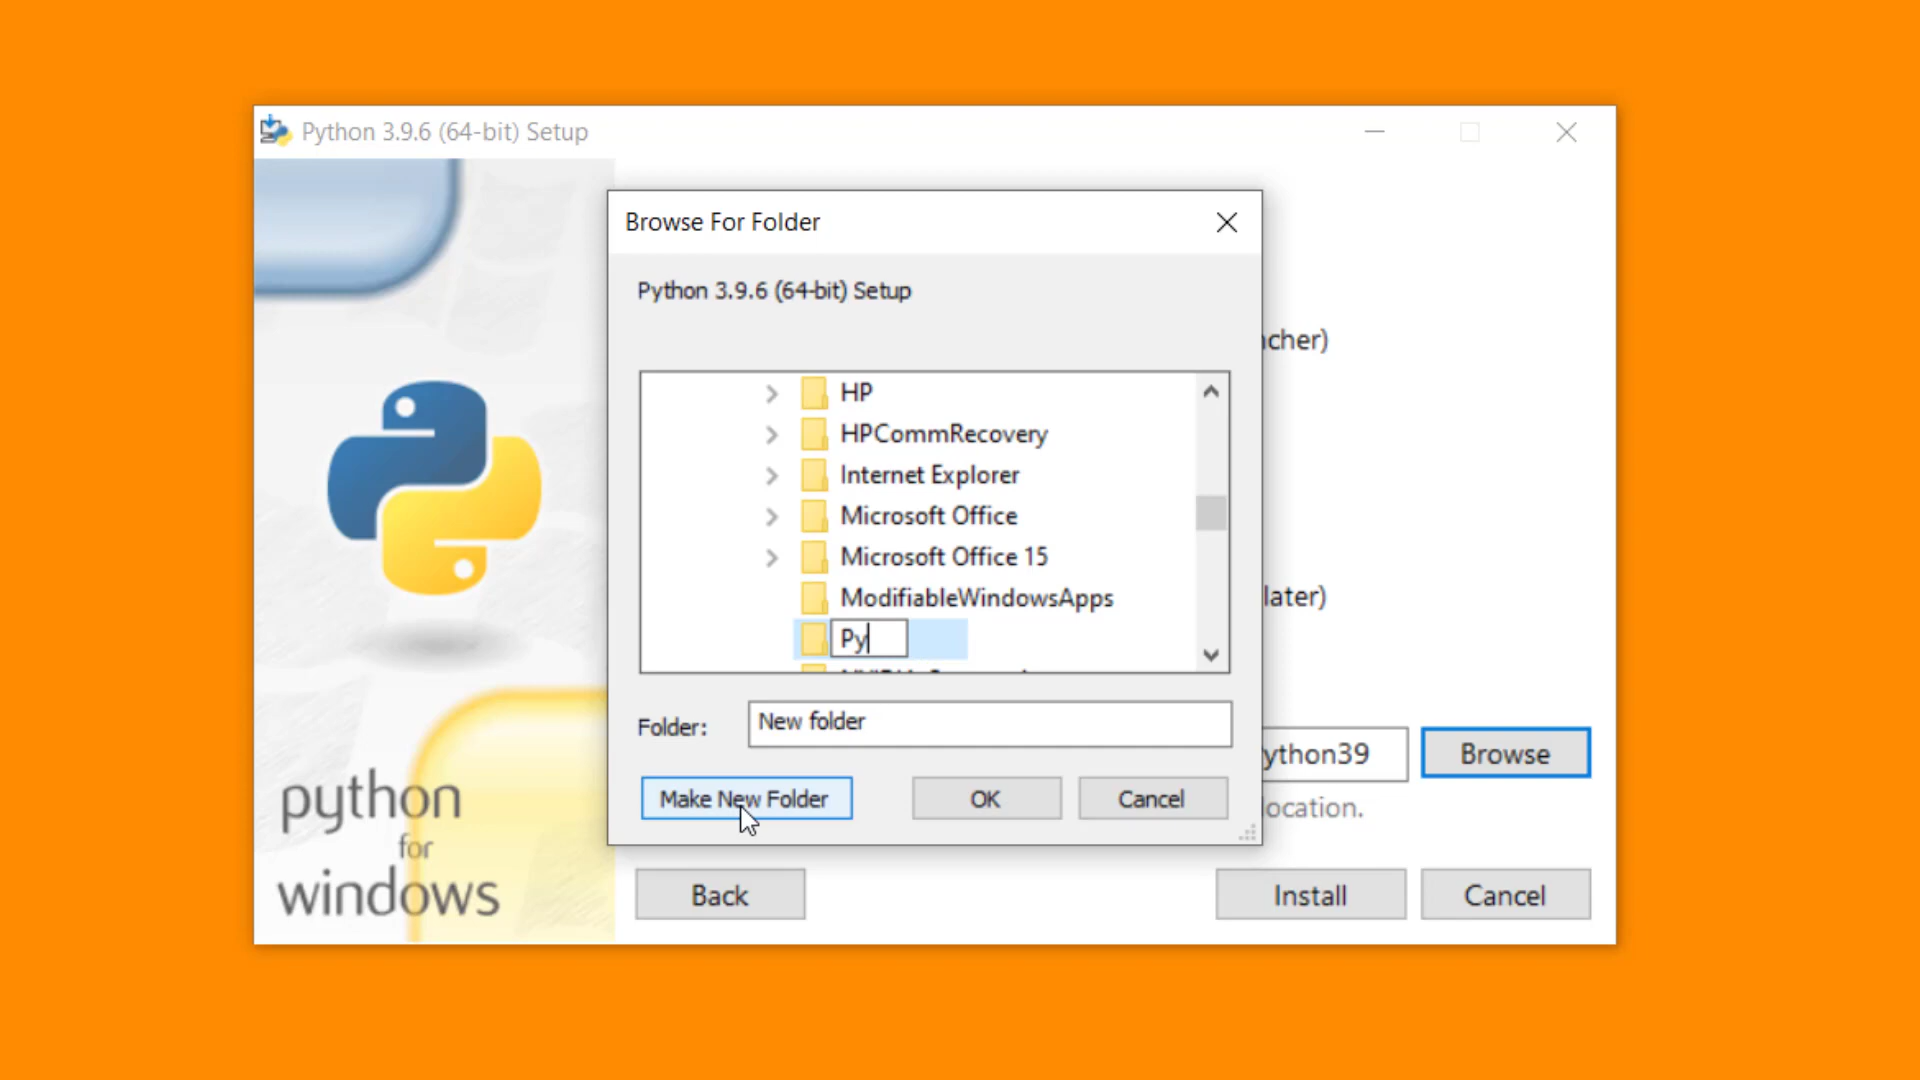 Python 3.9.6 (64-bit) Setup
Browse For Folder
Python 3.9.6 (64-bit) Setup
cher)
HP
HPCommRecovery
Internet Explorer
Microsoft Office
Microsoft Office 15
ModifiableWindowsApps
later)
Py
Folder: New folder
ython39 Browse
Make New Folder OK Cancel
location.
python
for
windows
Back Install Cancel